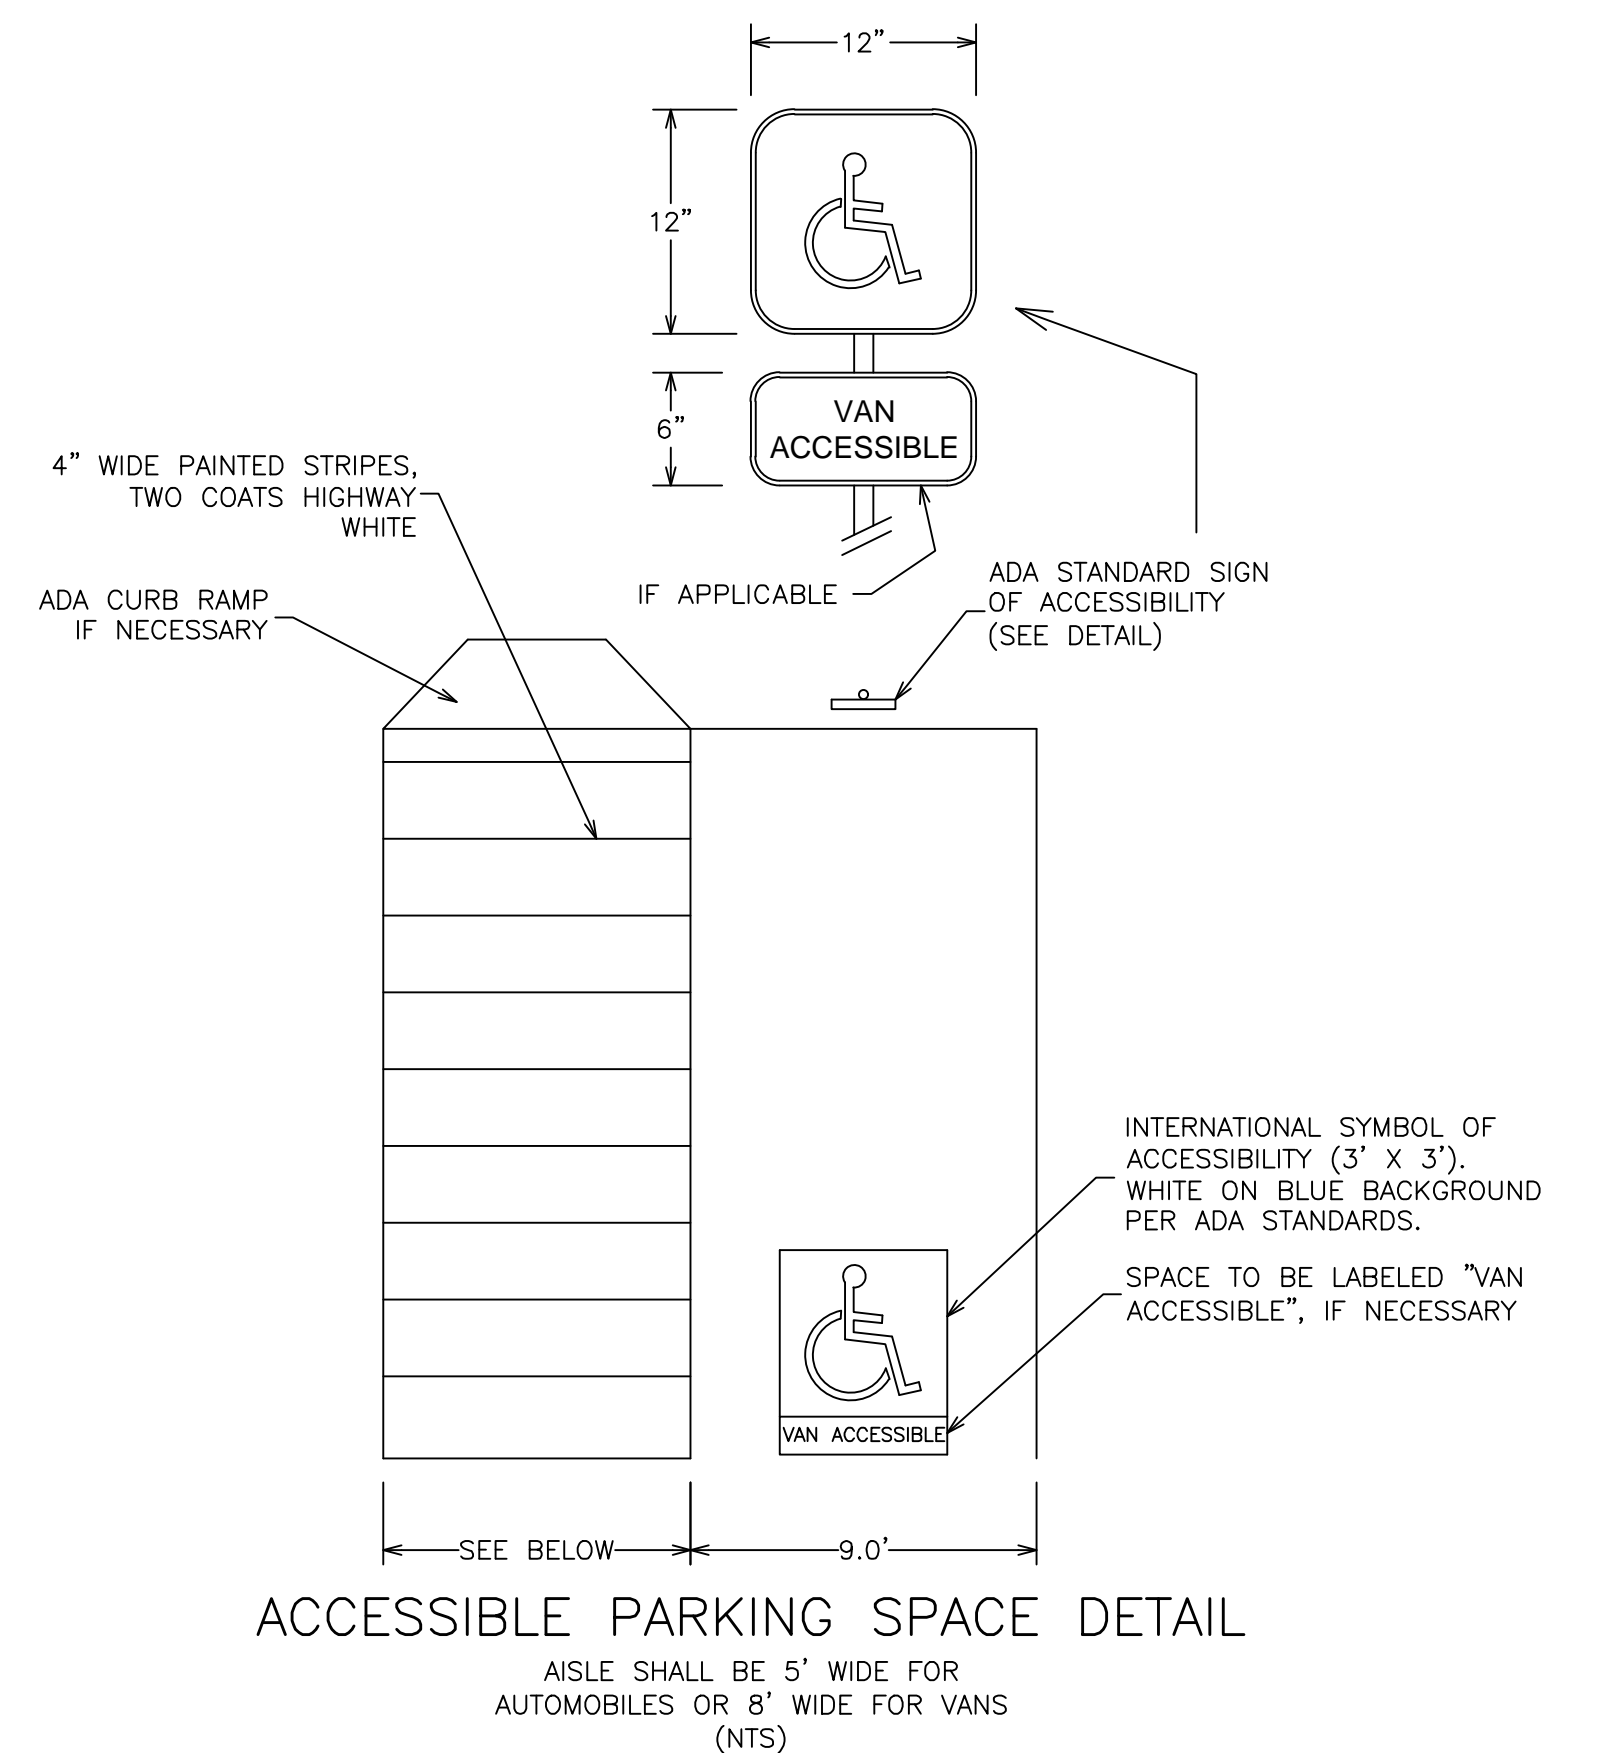 12”
12”
VAN
ACCESSIBLE
6”
4” WIDE PAINTED STRIPES,
TWO COATS HIGHWAY
WHITE
ADA CURB RAMP
IF NECESSARY
IF APPLICABLE
ADA STANDARD SIGN
OF ACCESSIBILITY
(SEE DETAIL)
INTERNATIONAL SYMBOL OF
ACCESSIBILITY (3’ X 3’).
WHITE ON BLUE BACKGROUND
PER ADA STANDARDS.
SPACE TO BE LABELED ”VAN
ACCESSIBLE”, IF NECESSARY
VAN ACCESSIBLE
SEE BELOW
9.0’
ACCESSIBLE PARKING SPACE DETAIL
AISLE SHALL BE 5’ WIDE FOR
AUTOMOBILES OR 8’ WIDE FOR VANS
(NTS)